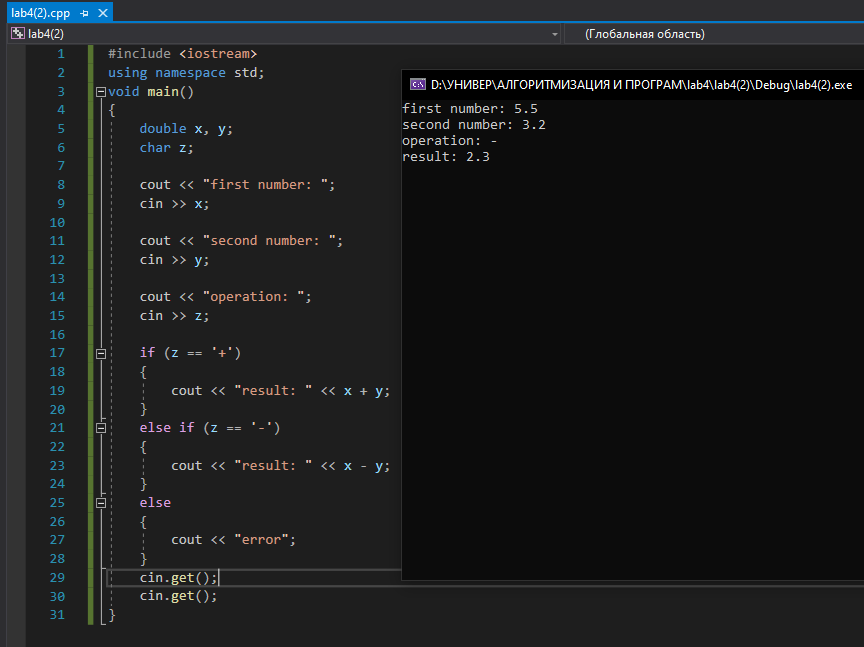 lab4(2).cpp
lab4(2)
(Глобальная область)
1 #include <iostream>
2 using namespace std;
3 void main()
4 {
5 double x, y;
6 char z;
7
8 cout << "first number: ";
9 cin >> x;
10
11 cout << "second number: ";
12 cin >> y;
13
14 cout << "operation: ";
15 cin >> z;
16
17 if (z == '+')
18 {
19 cout << "result: " << x + y;
20 }
21 else if (z == '-')
22 {
23 cout << "result: " << x - y;
24 }
25 else
26 {
27 cout << "error";
28 }
29 cin.get();
30 cin.get();
31 }
D:\УНИВЕР\АЛГОРИТМИЗАЦИЯ И ПРОГРАМ\lab4\lab4(2)\Debug\lab4(2).exe
first number: 5.5
second number: 3.2
operation: -
result: 2.3